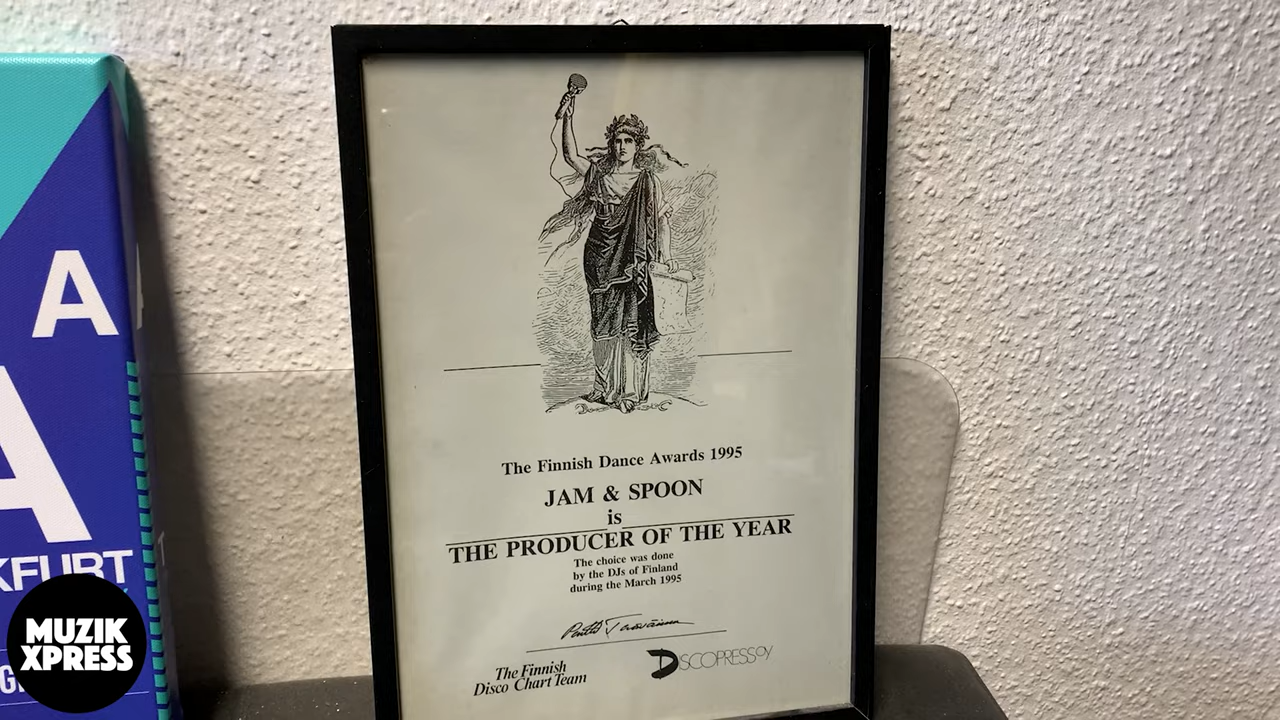 A
A
KFURT
MUZIK
XPRESS
The Finnish Dance Awards 1995
JAM & SPOON
is
THE PRODUCER OF THE YEAR
The choice was done
by the DJs of Finland
during the March 1995
The Finnish
Disco Chart Team
DISCOPRESS OY